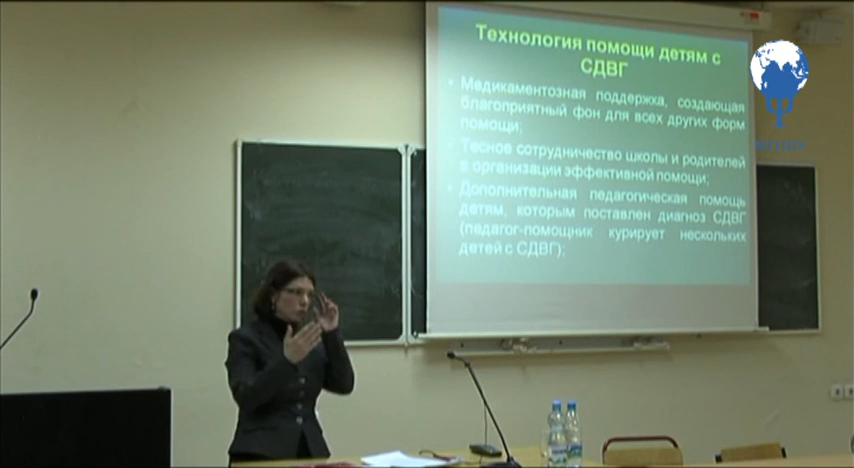 Технология помощи детям с
СДВГ
• Медикаментозная поддержка, создающая
благоприятный фон для всех других форм
помощи;
• Тесное сотрудничество школы и родителей
в организации эффективной помощи;
• Дополнительная педагогическая помощь
детям, которым поставлен диагноз СДВГ
(педагог-помощник курирует нескольких
детей с СДВГ);